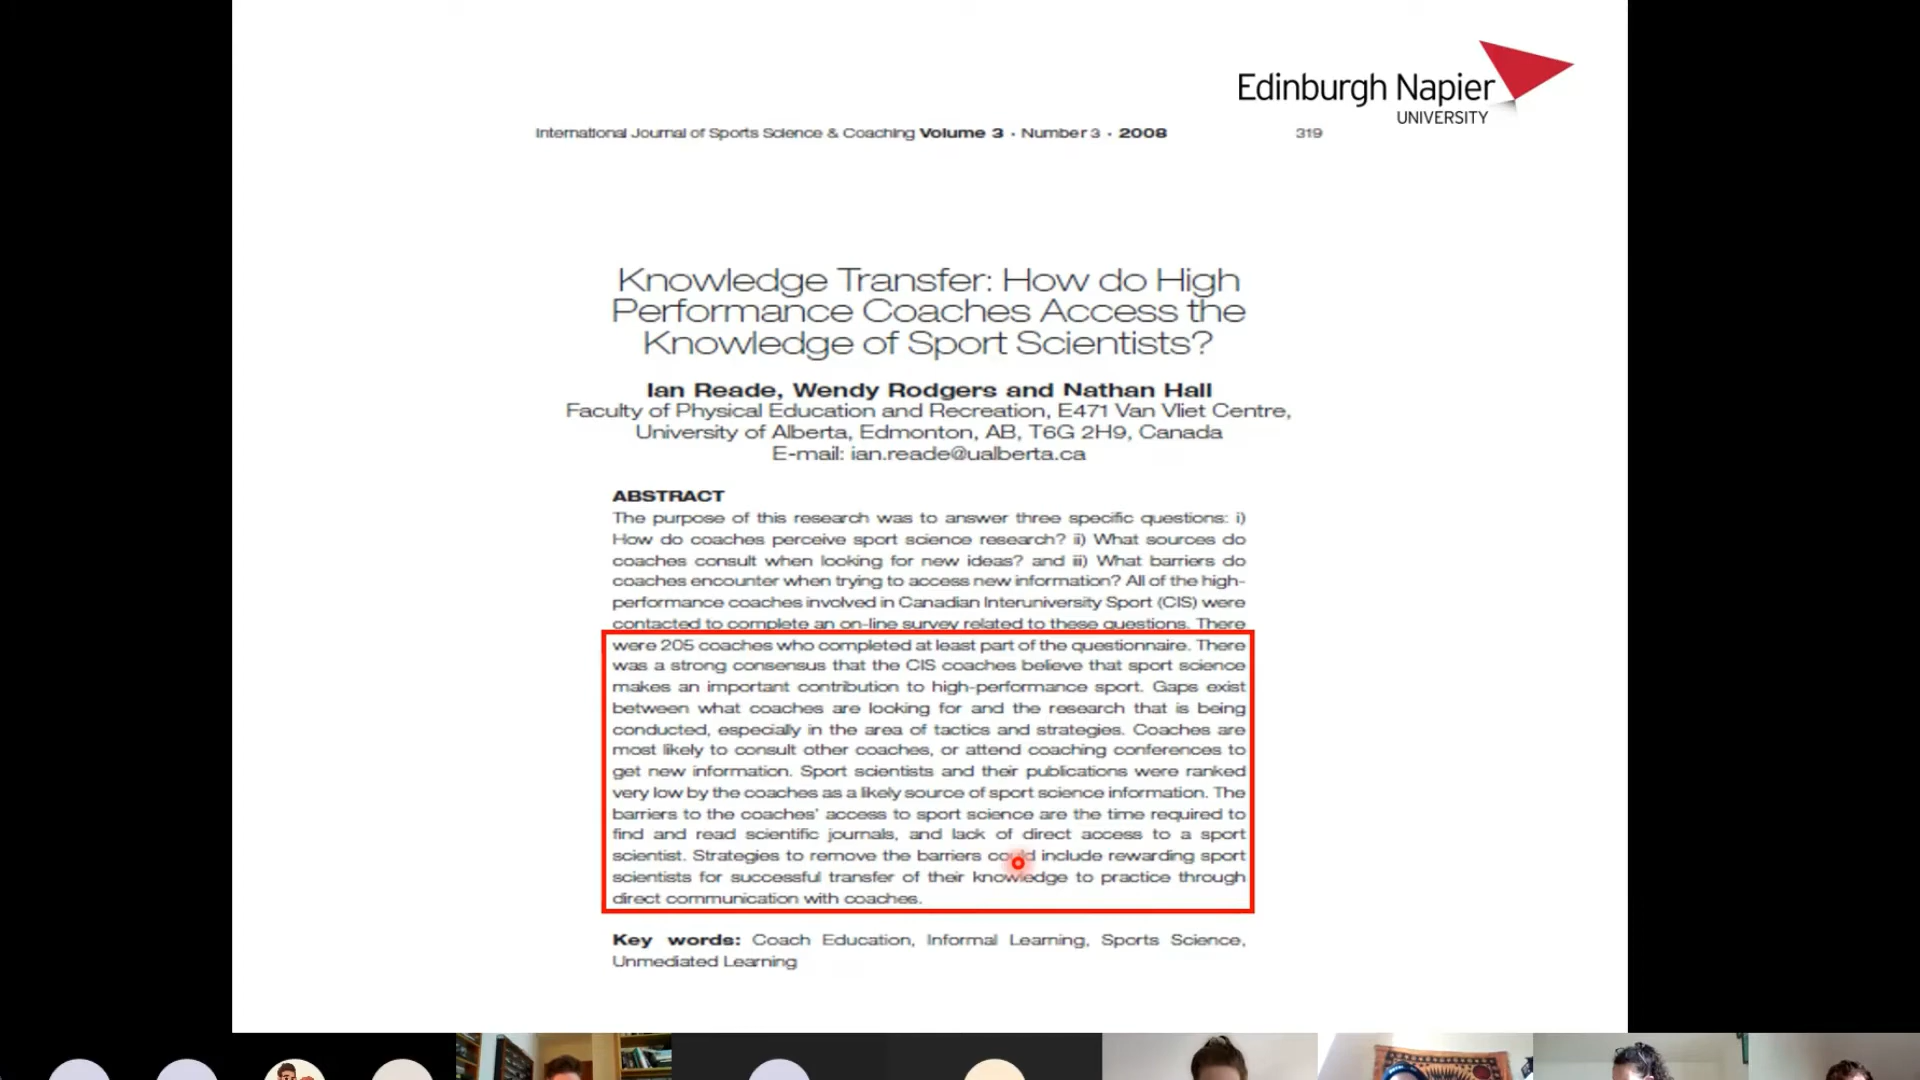 Edinburgh Napier
UNIVERSITY
International Journal of Sports Science & Coaching Volume 3 · Number 3 · 2008 319
Knowledge Transfer: How do High
Performance Coaches Access the
Knowledge of Sport Scientists?
Ian Reade, Wendy Rodgers and Nathan Hall
Faculty of Physical Education and Recreation, E471 Van Vliet Centre,
University of Alberta, Edmonton, AB, T6G 2H9, Canada
E-mail: ian.reade@ualberta.ca
ABSTRACT
The purpose of this research was to answer three specific questions: i)
How do coaches perceive sport science research? ii) What sources do
coaches consult when looking for new ideas? and iii) What barriers do
coaches encounter when trying to access new information? All of the high-
performance coaches involved in Canadian Interuniversity Sport (CIS) were
contacted to complete an on-line survey related to these questions. There
were 205 coaches who completed at least part of the questionnaire. There
was a strong consensus that the CIS coaches believe that sport science
makes an important contribution to high-performance sport. Gaps exist
between what coaches are looking for and the research that is being
conducted, especially in the area of tactics and strategies. Coaches are
most likely to consult other coaches, or attend coaching conferences to
get new information. Sport scientists and their publications were ranked
very low by the coaches as a likely source of sport science information. The
barriers to the coaches' access to sport science are the time required to
find and read scientific journals, and lack of direct access to a sport
scientist. Strategies to remove the barriers could include rewarding sport
scientists for successful transfer of their knowledge to practice through
direct communication with coaches.
Key words: Coach Education, Informal Learning, Sports Science,
Unmediated Learning